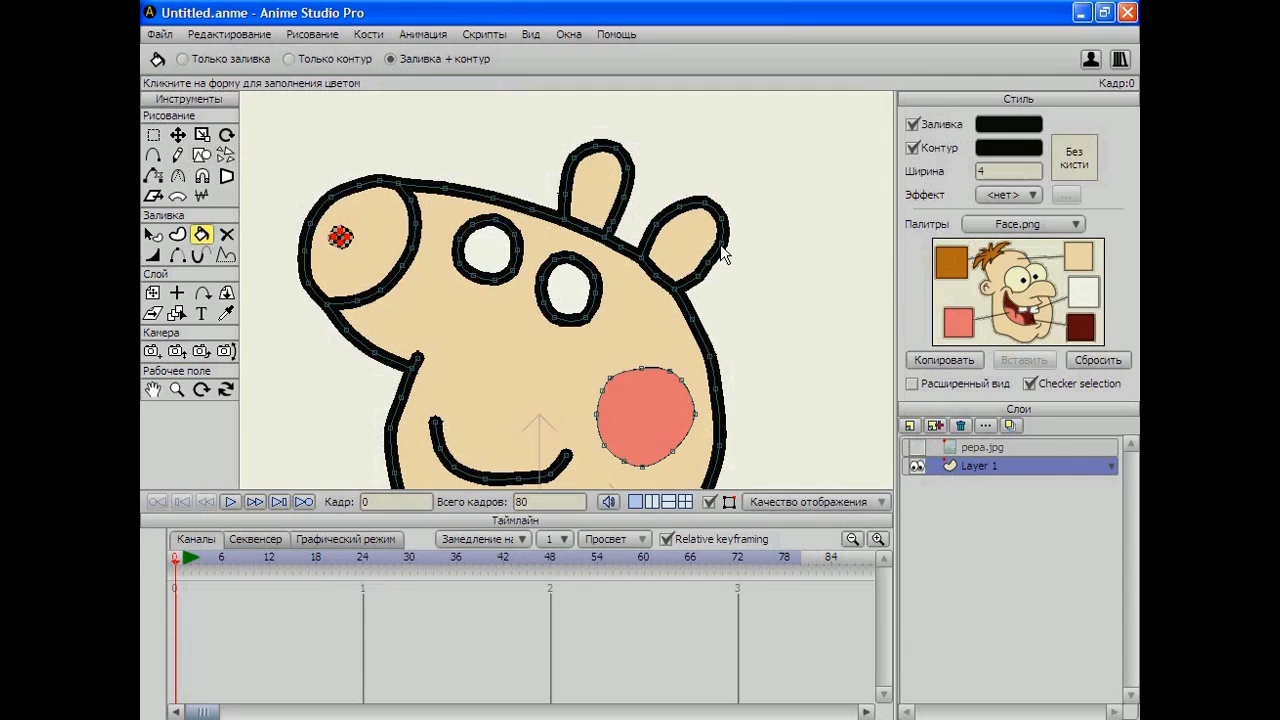 Untitled.anme - Anime Studio Pro
Файл Редактирование Рисование Кости Анимация Скрипты Вид Окна Помощь
Только заливка Только контур Заливка + контур
Кликните на форму для заполнения цветом Кадр:0
Инструменты
Рисование
Заливка
Слой
Камера
Рабочее поле
Стиль
Заливка
Контур
Без кисти
Ширина 4
Эффект <нет> ...
Палитры Face.png
Копировать Вставить Сбросить
Расширенный вид Checker selection
Слои
pepa.jpg
Layer 1
Кадр: 0 Всего кадров: 80 Качество отображения
Таймлайн
Каналы Секвенсер Графический режим Замедление на 1 Просвет Relative keyframing
0 6 12 18 24 30 36 42 48 54 60 66 72 78 84
0 1 2 3